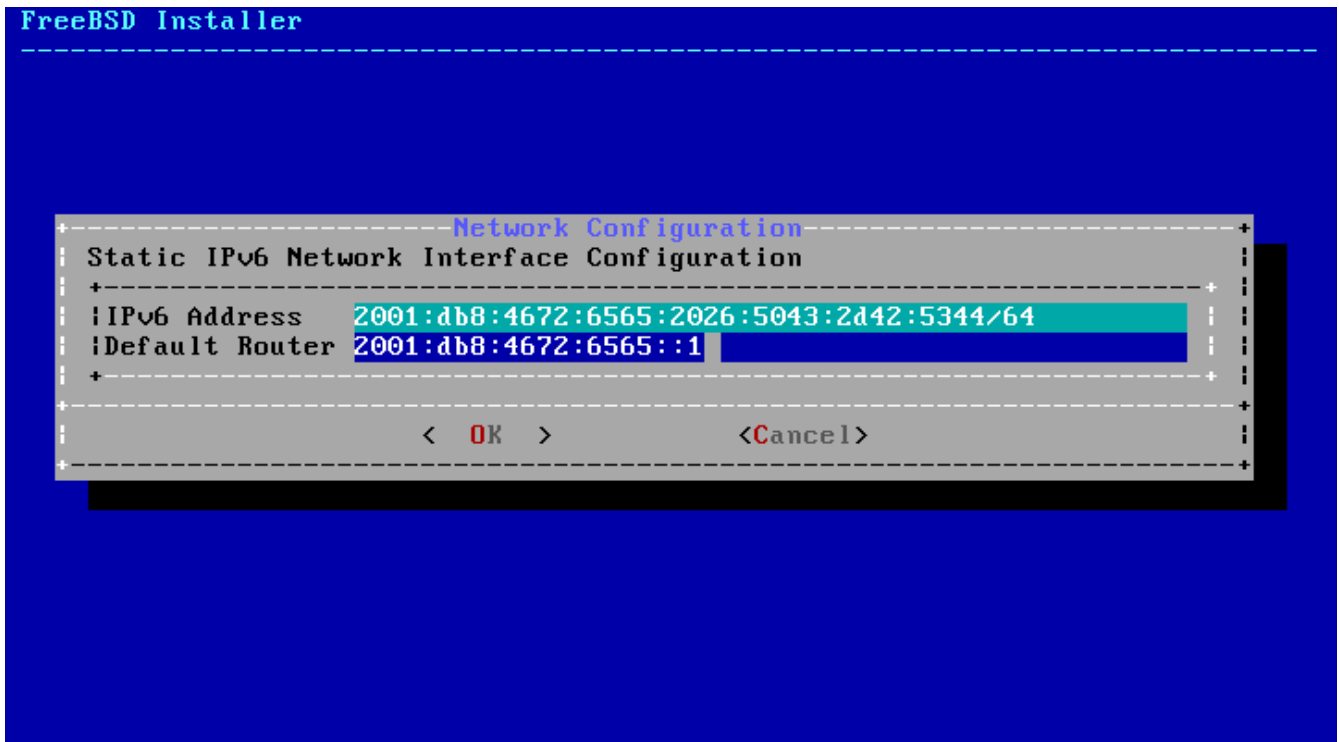 FreeBSD Installer
Network Configuration
Static IPv6 Network Interface Configuration
IPv6 Address 2001:db8:4672:6565:2026:5043:2d42:5344/64
Default Router 2001:db8:4672:6565::1
< OK > <Cancel>